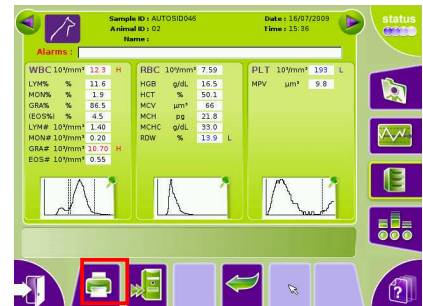 Sample ID : AUTOSID046
Animal ID : 02
Name :
Date : 16/07/2009
Time : 15:36
status
Alarms :
WBC 10³/mm³ 12.3 H
LYM% % 11.6
MON% % 1.9
GRA% % 86.5
(EOS%) % 4.5
LYM# 10³/mm³ 1.40
MON# 10³/mm³ 0.20
GRA# 10³/mm³ 10.70 H
EOS# 10³/mm³ 0.55
RBC 10⁶/mm³ 7.59
HGB g/dL 16.5
HCT % 50.1
MCV µm³ 66
MCH pg 21.8
MCHC g/dL 33.0
RDW % 13.9 L
PLT 10³/mm³ 193 L
MPV µm³ 9.8
?